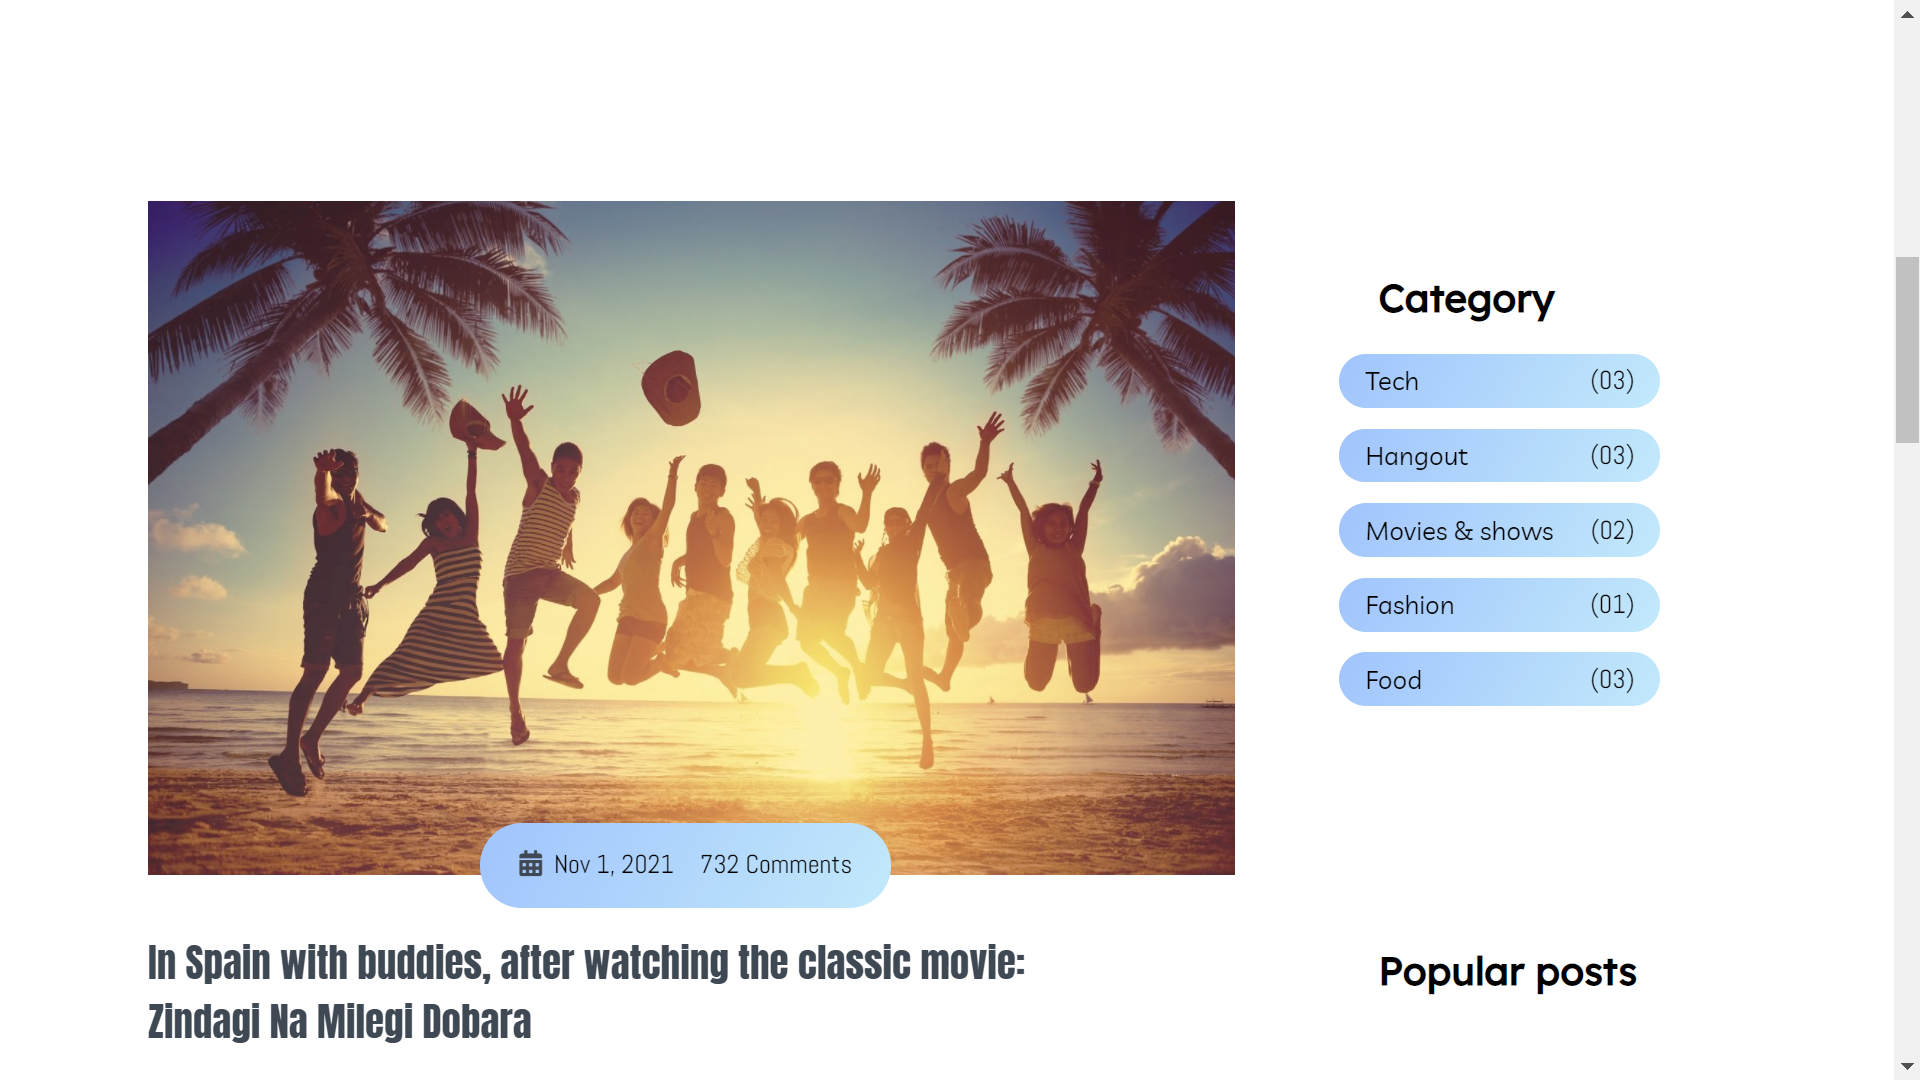 Nov 1, 2021 732 Comments
In Spain with buddies, after watching the classic movie:
Zindagi Na Milegi Dobara
Category
Tech (03)
Hangout (03)
Movies & shows (02)
Fashion (01)
Food (03)
Popular posts